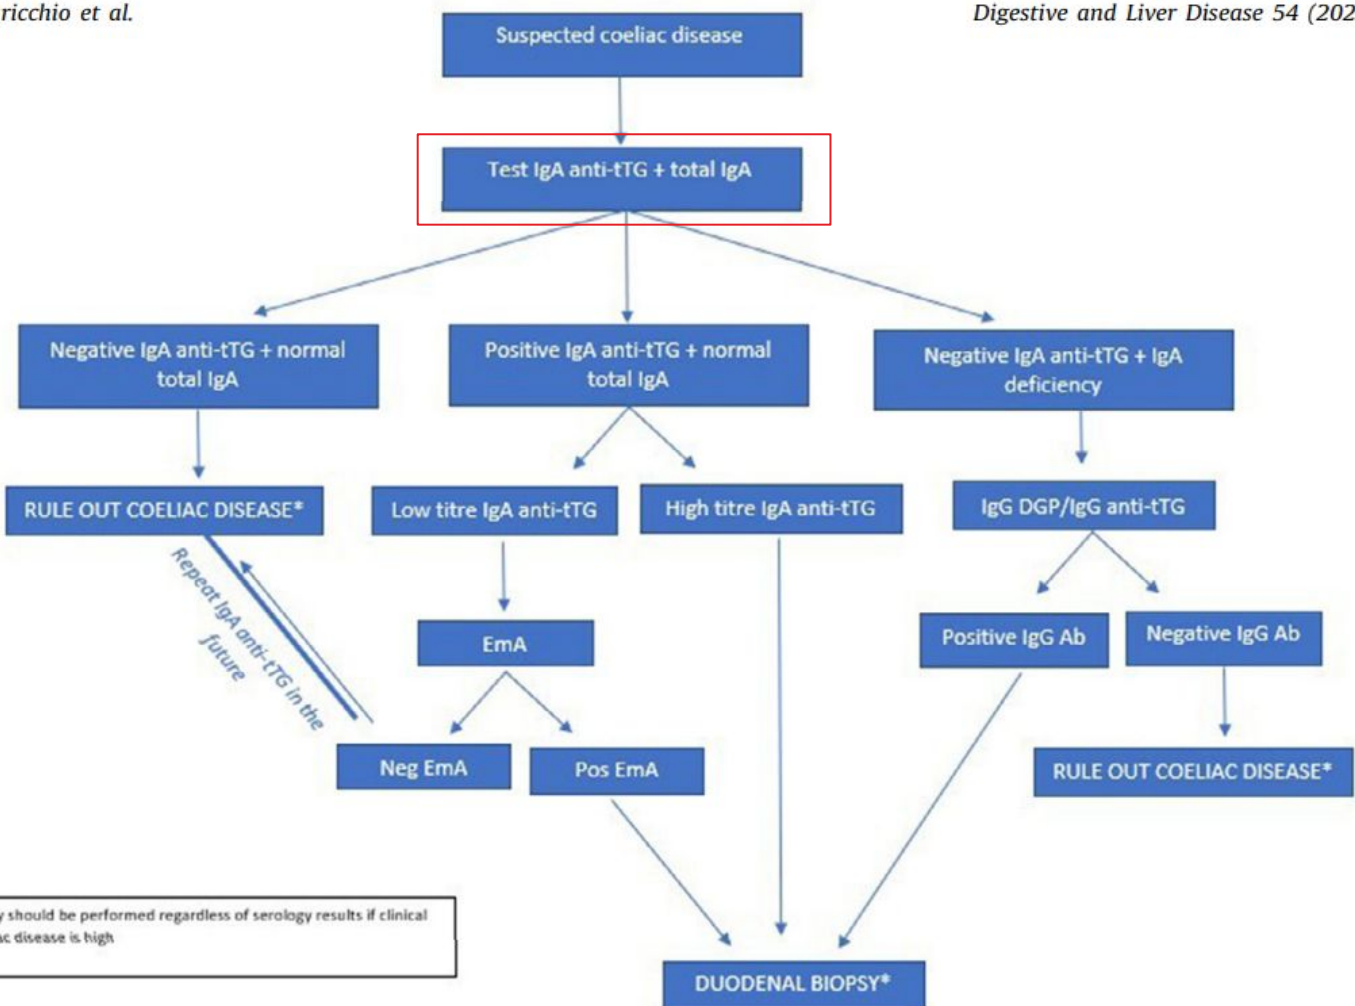 ricchio et al.
Digestive and Liver Disease 54 (202
Suspected coeliac disease
Test IgA anti-tTG + total IgA
Negative IgA anti-tTG + normal
total IgA
Positive IgA anti-tTG + normal
total IgA
Negative IgA anti-tTG + IgA
deficiency
RULE OUT COELIAC DISEASE*
Low titre IgA anti-tTG
High titre IgA anti-tTG
IgG DGP/IgG anti-tTG
Repeat IgA anti-tTG in the
future
EmA
Positive IgG Ab
Negative IgG Ab
Neg EmA
Pos EmA
RULE OUT COELIAC DISEASE*
y should be performed regardless of serology results if clinical
ac disease is high
DUODENAL BIOPSY*